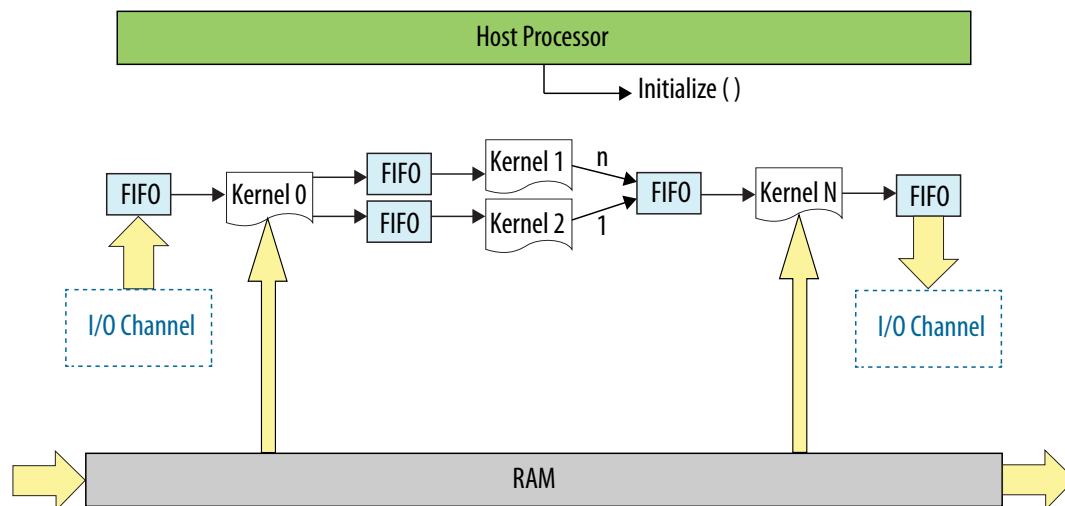 Host Processor
Initialize ( )
FIFO
Kernel 0
FIFO
FIFO
Kernel 1
Kernel 2
n
1
FIFO
Kernel N
FIFO
I/O Channel
I/O Channel
RAM